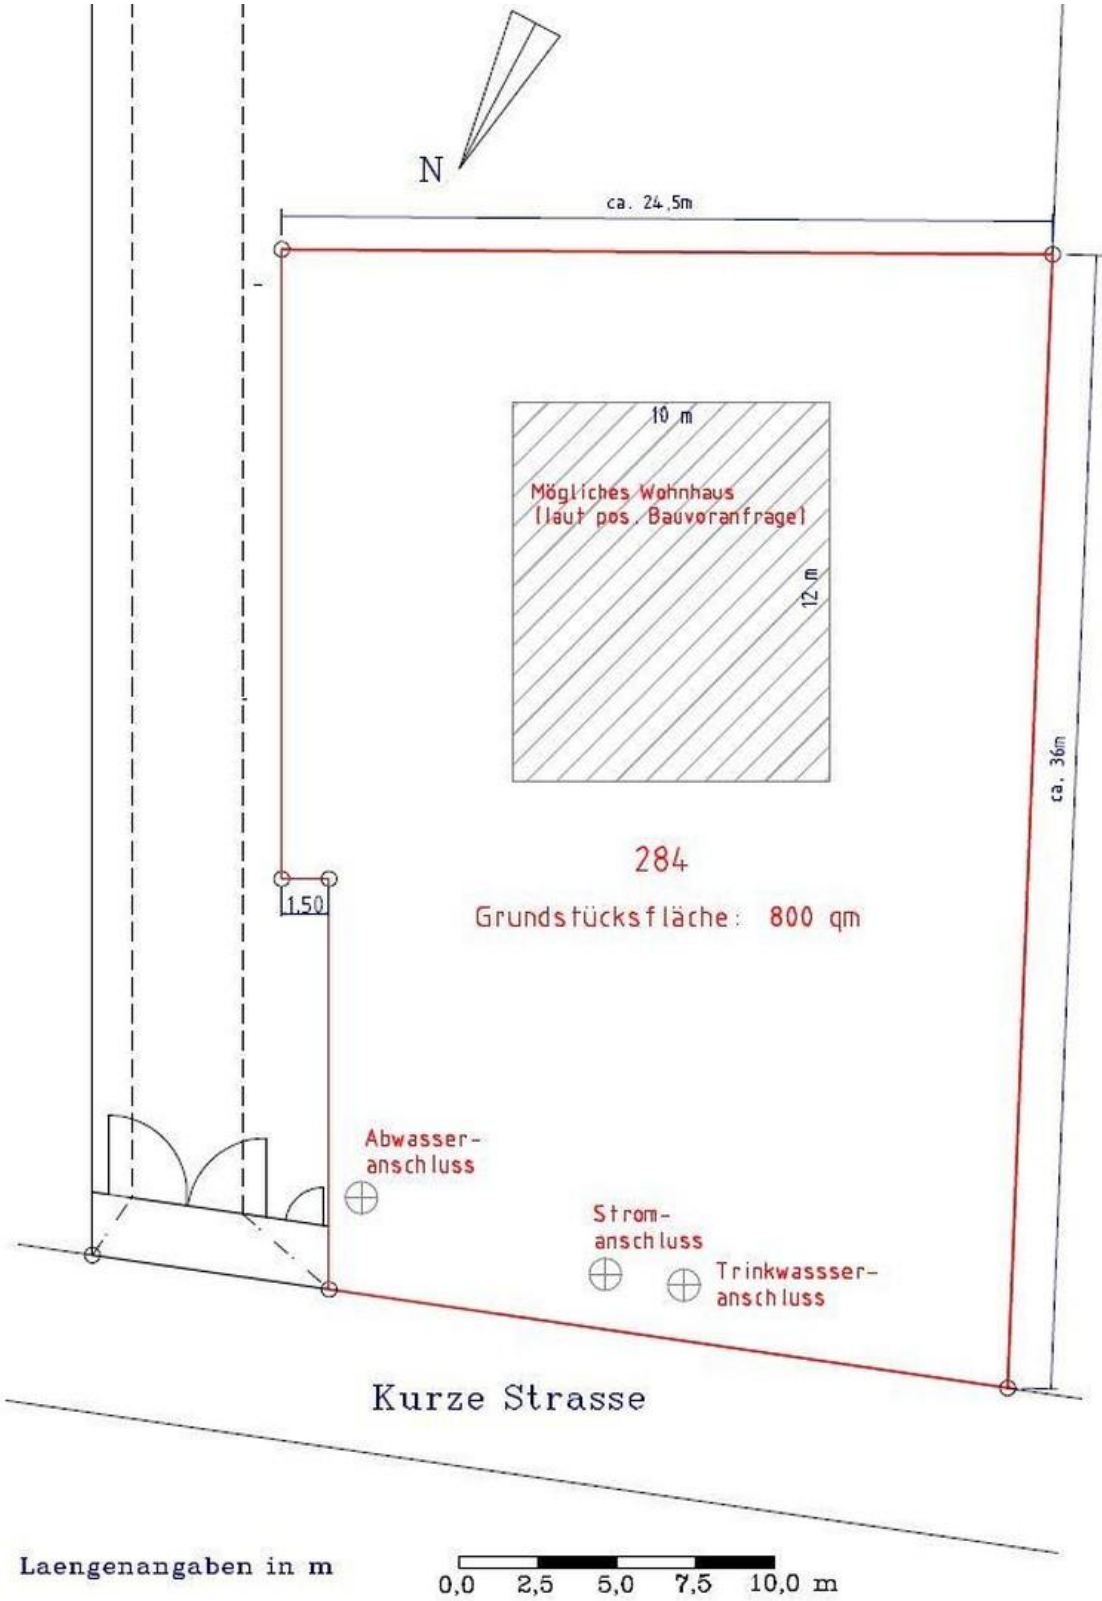 N
ca. 24,5m
10 m
Mögliches Wohnhaus
(laut pos. Bauvoranfrage)
12 m
ca. 36m
284
1.50
Grundstücksfläche: 800 qm
Abwasser-
anschluss
Strom-
anschluss
Trinkwassser-
anschluss
Kurze Strasse
Laengenangaben in m
0,0 2,5 5,0 7,5 10,0 m